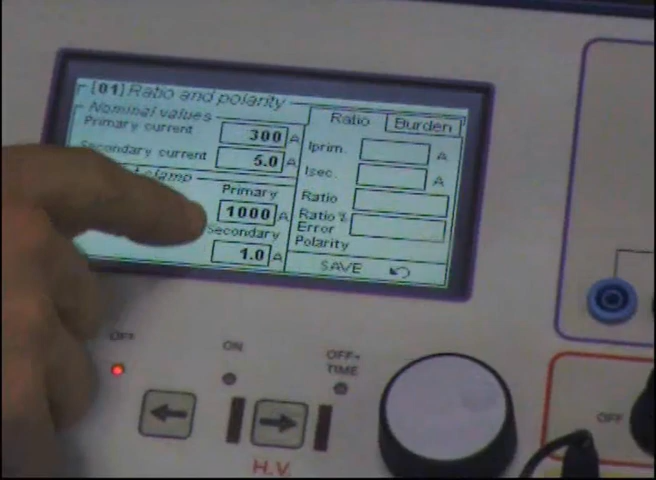 [01] Ratio and polarity
Nominal values
Primary current 300 A
Secondary current 5.0 A
clamp
Primary
1000 A
Secondary
1.0 A
Ratio Burden
Iprim. A
Isec. A
Ratio
Ratio %
Error
Polarity
SAVE
OFF
ON
OFF+
TIME
H.V.
OFF